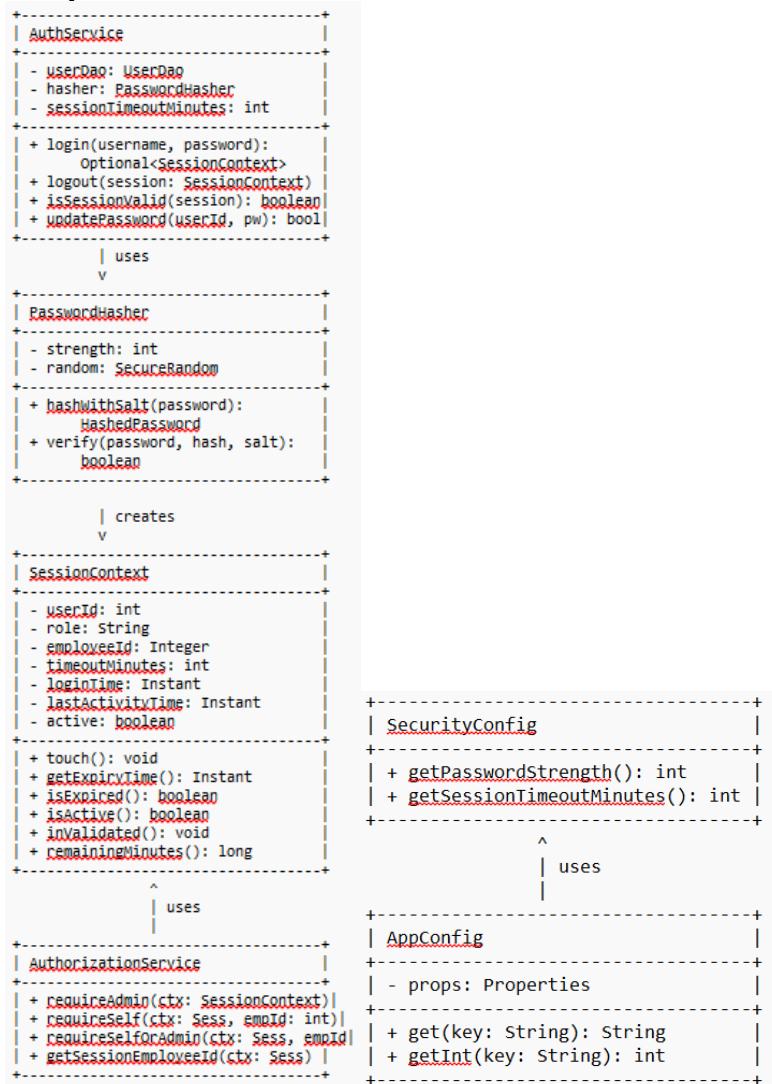 +----------------------------------+
| AuthService                      |
+----------------------------------+
| - userDao: UserDao               |
| - hasher: PasswordHasher         |
| - sessionTimeoutMinutes: int     |
+----------------------------------+
| + login(username, password):     |
|      Optional<SessionContext>    |
| + logout(session: SessionContext) |
| + isSessionValid(session): boolean|
| + updatePassword(userId, pw): bool|
+----------------------------------+
| uses
v
+----------------------------------+
| PasswordHasher                   |
+----------------------------------+
| - strength: int                  |
| - random: SecureRandom           |
+----------------------------------+
| + hashWithSalt(password):        |
|      HashedPassword              |
| + verify(password, hash, salt):  |
|      boolean                     |
+----------------------------------+
| creates
v
+----------------------------------+
| SessionContext                   |
+----------------------------------+
| - userId: int                    |
| - role: String                   |
| - employeeId: Integer            |
| - timeoutMinutes: int            |
| - loginTime: Instant             |
| - lastActivityTime: Instant      |
| - active: boolean                |
+----------------------------------+
| + touch(): void                  |
| + getExpiryTime(): Instant       |
| + isExpired(): boolean           |
| + isActive(): boolean            |
| + inValidated(): void            |
| + remainingMinutes(): long       |
+----------------------------------+
^
| uses
|
+----------------------------------+
| AuthorizationService             |
+----------------------------------+
| + requireAdmin(ctx: SessionContext)|
| + requireSelf(ctx: Sess, empId: int)|
| + requireSelfOrAdmin(ctx: Sess, empId|
| + getSessionEmployeeId(ctx: Sess) |
+----------------------------------+
+----------------------------------+
| SecurityConfig                   |
+----------------------------------+
| + getPasswordStrength(): int     |
| + getSessionTimeoutMinutes(): int |
+----------------------------------+
^
| uses
|
+----------------------------------+
| AppConfig                        |
+----------------------------------+
| - props: Properties              |
+----------------------------------+
| + get(key: String): String       |
| + getInt(key: String): int       |
+----------------------------------+